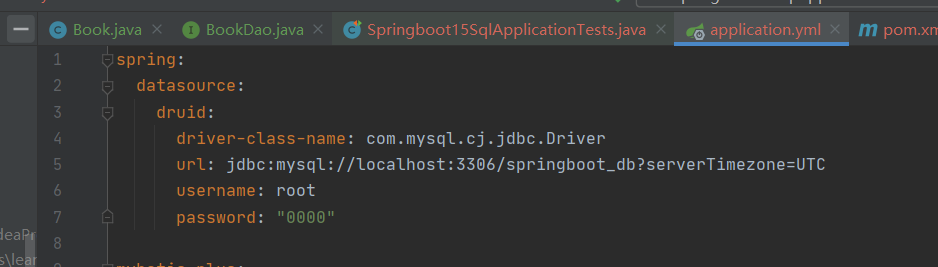 Book.java
BookDao.java
Springboot15SqlApplicationTests.java
application.yml
pom.xm
1 spring:
2 datasource:
3 druid:
4 driver-class-name: com.mysql.cj.jdbc.Driver
5 url: jdbc:mysql://localhost:3306/springboot_db?serverTimezone=UTC
6 username: root
7 password: "0000"
8
deaPr
s\lear